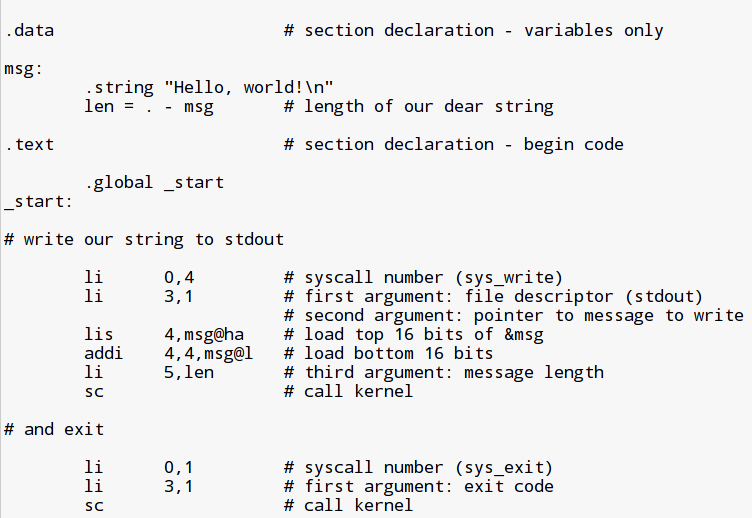 .data                       # section declaration - variables only
msg:
        .string "Hello, world!\n"
        len = . - msg       # length of our dear string
.text                       # section declaration - begin code
        .global _start
_start:
# write our string to stdout
        li      0,4         # syscall number (sys_write)
        li      3,1         # first argument: file descriptor (stdout)
                            # second argument: pointer to message to write
        lis     4,msg@ha    # load top 16 bits of &msg
        addi    4,4,msg@l   # load bottom 16 bits
        li      5,len       # third argument: message length
        sc                  # call kernel
# and exit
        li      0,1         # syscall number (sys_exit)
        li      3,1         # first argument: exit code
        sc                  # call kernel